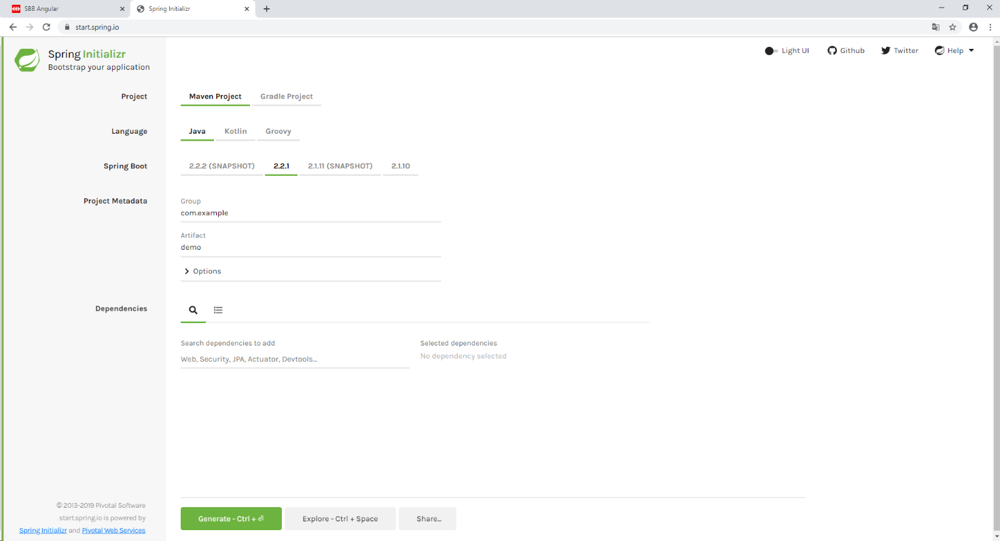 SBB Angular
Spring Initializr
start.spring.io
Spring Initializr
Bootstrap your application
Light UI
Github
Twitter
Help
Project
Maven Project
Gradle Project
Language
Java
Kotlin
Groovy
Spring Boot
2.2.2 (SNAPSHOT)
2.2.1
2.1.11 (SNAPSHOT)
2.1.10
Project Metadata
Group
com.example
Artifact
demo
Options
Dependencies
Search dependencies to add
Web, Security, JPA, Actuator, Devtools...
Selected dependencies
No dependency selected
© 2013-2019 Pivotal Software
start.spring.io is powered by
Spring Initializr and Pivotal Web Services
Generate - Ctrl + ⏎
Explore - Ctrl + Space
Share...